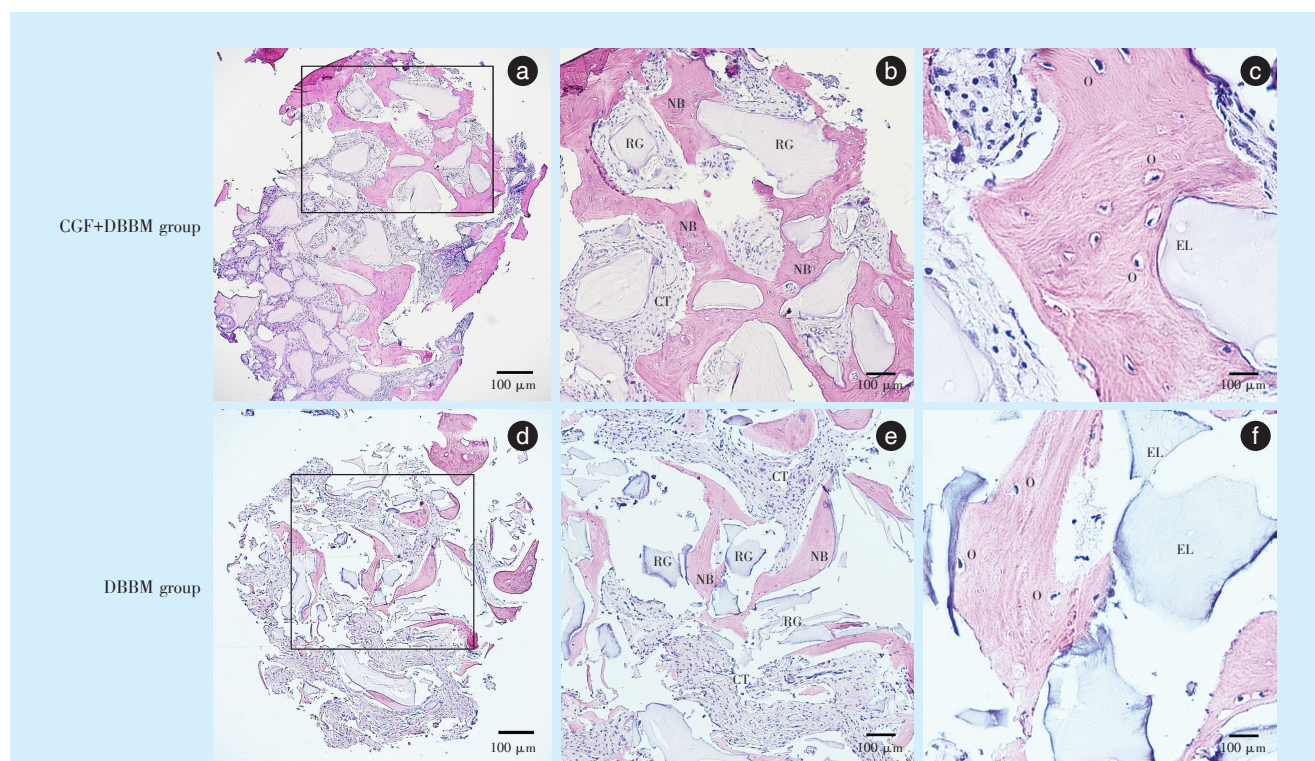 a
b
c
NB
RG
RG
NB
NB
CT
O
O
EL
O
CGF+DBBM group
100 μm
100 μm
100 μm
d
e
f
CT
RG
RG
NB
NB
RG
CT
EL
O
EL
O
O
DBBM group
100 μm
100 μm
100 μm